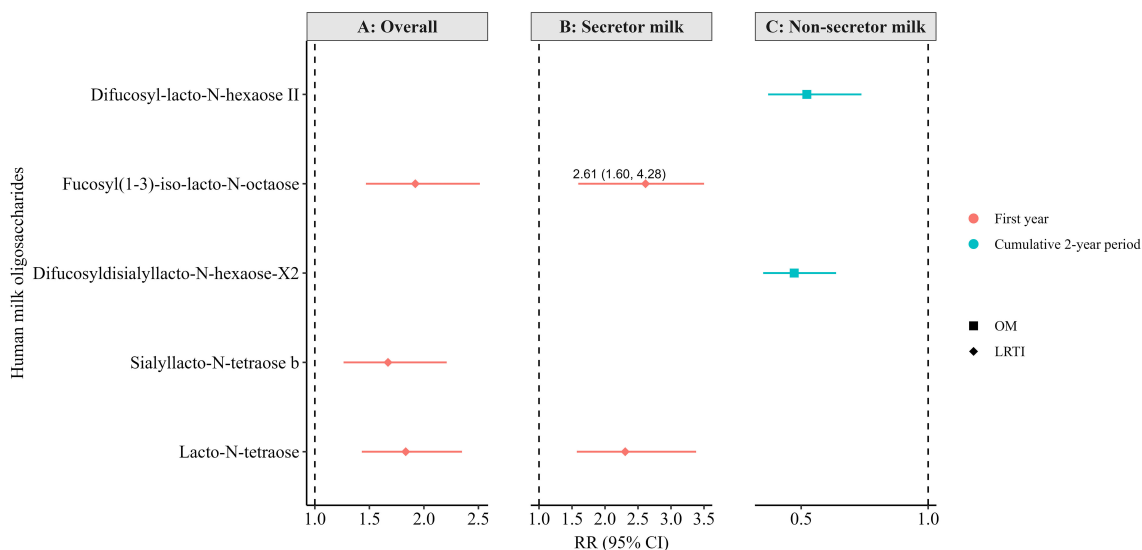 A: Overall
B: Secretor milk
C: Non-secretor milk
Human milk oligosaccharides
Difucosyl-lacto-N-hexaose II
Fucosyl(1-3)-iso-lacto-N-octaose
Difucosyldisialyllacto-N-hexaose-X2
Sialyllacto-N-tetraose b
Lacto-N-tetraose
2.61 (1.60, 4.28)
1.0 1.5 2.0 2.5
1.0 1.5 2.0 2.5 3.0 3.5
0.5 1.0
RR (95% CI)
First year
Cumulative 2-year period
OM
LRTI